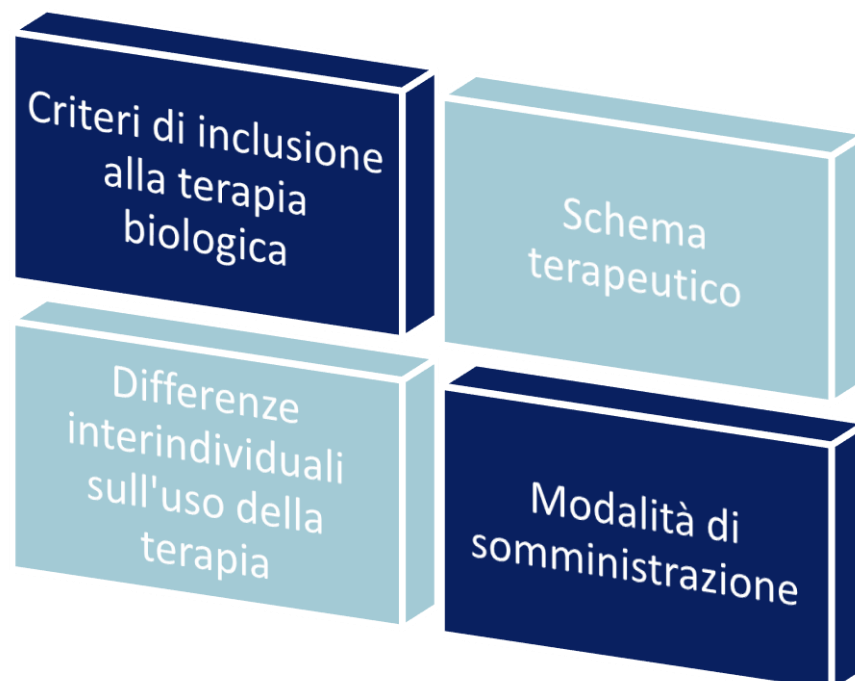 Criteri di inclusione
alla terapia
biologica
Schema
terapeutico
Differenze
interindividuali
sull'uso della
terapia
Modalità di
somministrazione